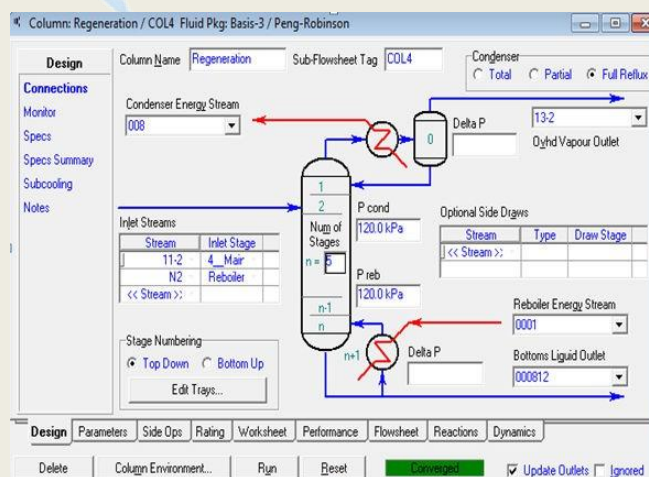 Column: Regeneration / COL4 Fluid Pkg: Basis-3 / Peng-Robinson
Design
Connections
Monitor
Specs
Specs Summary
Subcooling
Notes
Column Name Regeneration Sub-Flowsheet Tag COL4
Condenser
Total Partial Full Reflux
Condenser Energy Stream
008
0
Delta P
13-2
Ovhd Vapour Outlet
1
2
Num of
Stages
n = 5
n-1
n
n+1
P cond
120.0 kPa
P reb
120.0 kPa
Inlet Streams
Stream Inlet Stage
11-2 4__Mair
N2 Reboiler
<< Stream >>
Optional Side Draws
Stream Type Draw Stage
<< Stream >>
Stage Numbering
Top Down Bottom Up
Edit Trays...
Delta P
Reboiler Energy Stream
0001
Bottoms Liquid Outlet
000812
Design Parameters Side Ops Rating Worksheet Performance Flowsheet Reactions Dynamics
Delete Column Environment... Run Reset Converged Update Outlets Ignored